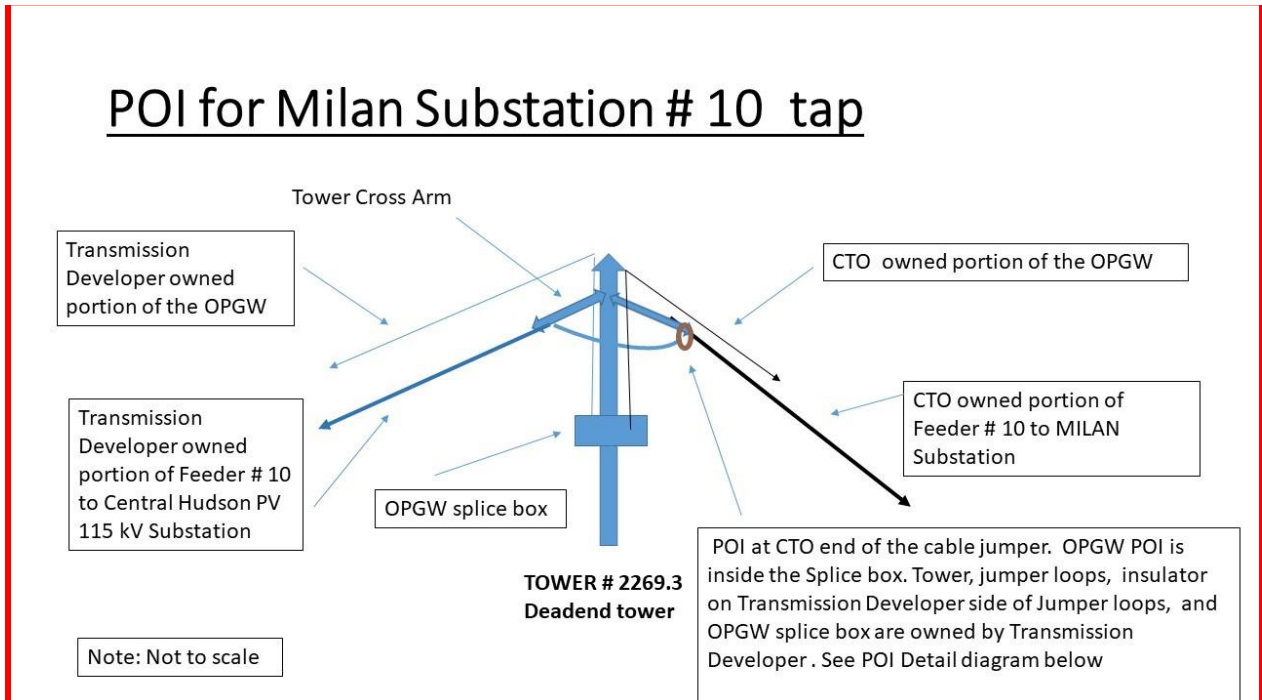 POI for Milan Substation # 10 tap
Tower Cross Arm
Transmission
Developer owned
portion of the OPGW
CTO owned portion of the OPGW
Transmission
Developer owned
portion of Feeder # 10
to Central Hudson PV
115 kV Substation
CTO owned portion of
Feeder # 10 to MILAN
Substation
OPGW splice box
POI at CTO end of the cable jumper. OPGW POI is
inside the Splice box. Tower, jumper loops, insulator
on Transmission Developer side of Jumper loops, and
OPGW splice box are owned by Transmission
Developer . See POI Detail diagram below
TOWER # 2269.3
Deadend tower
Note: Not to scale